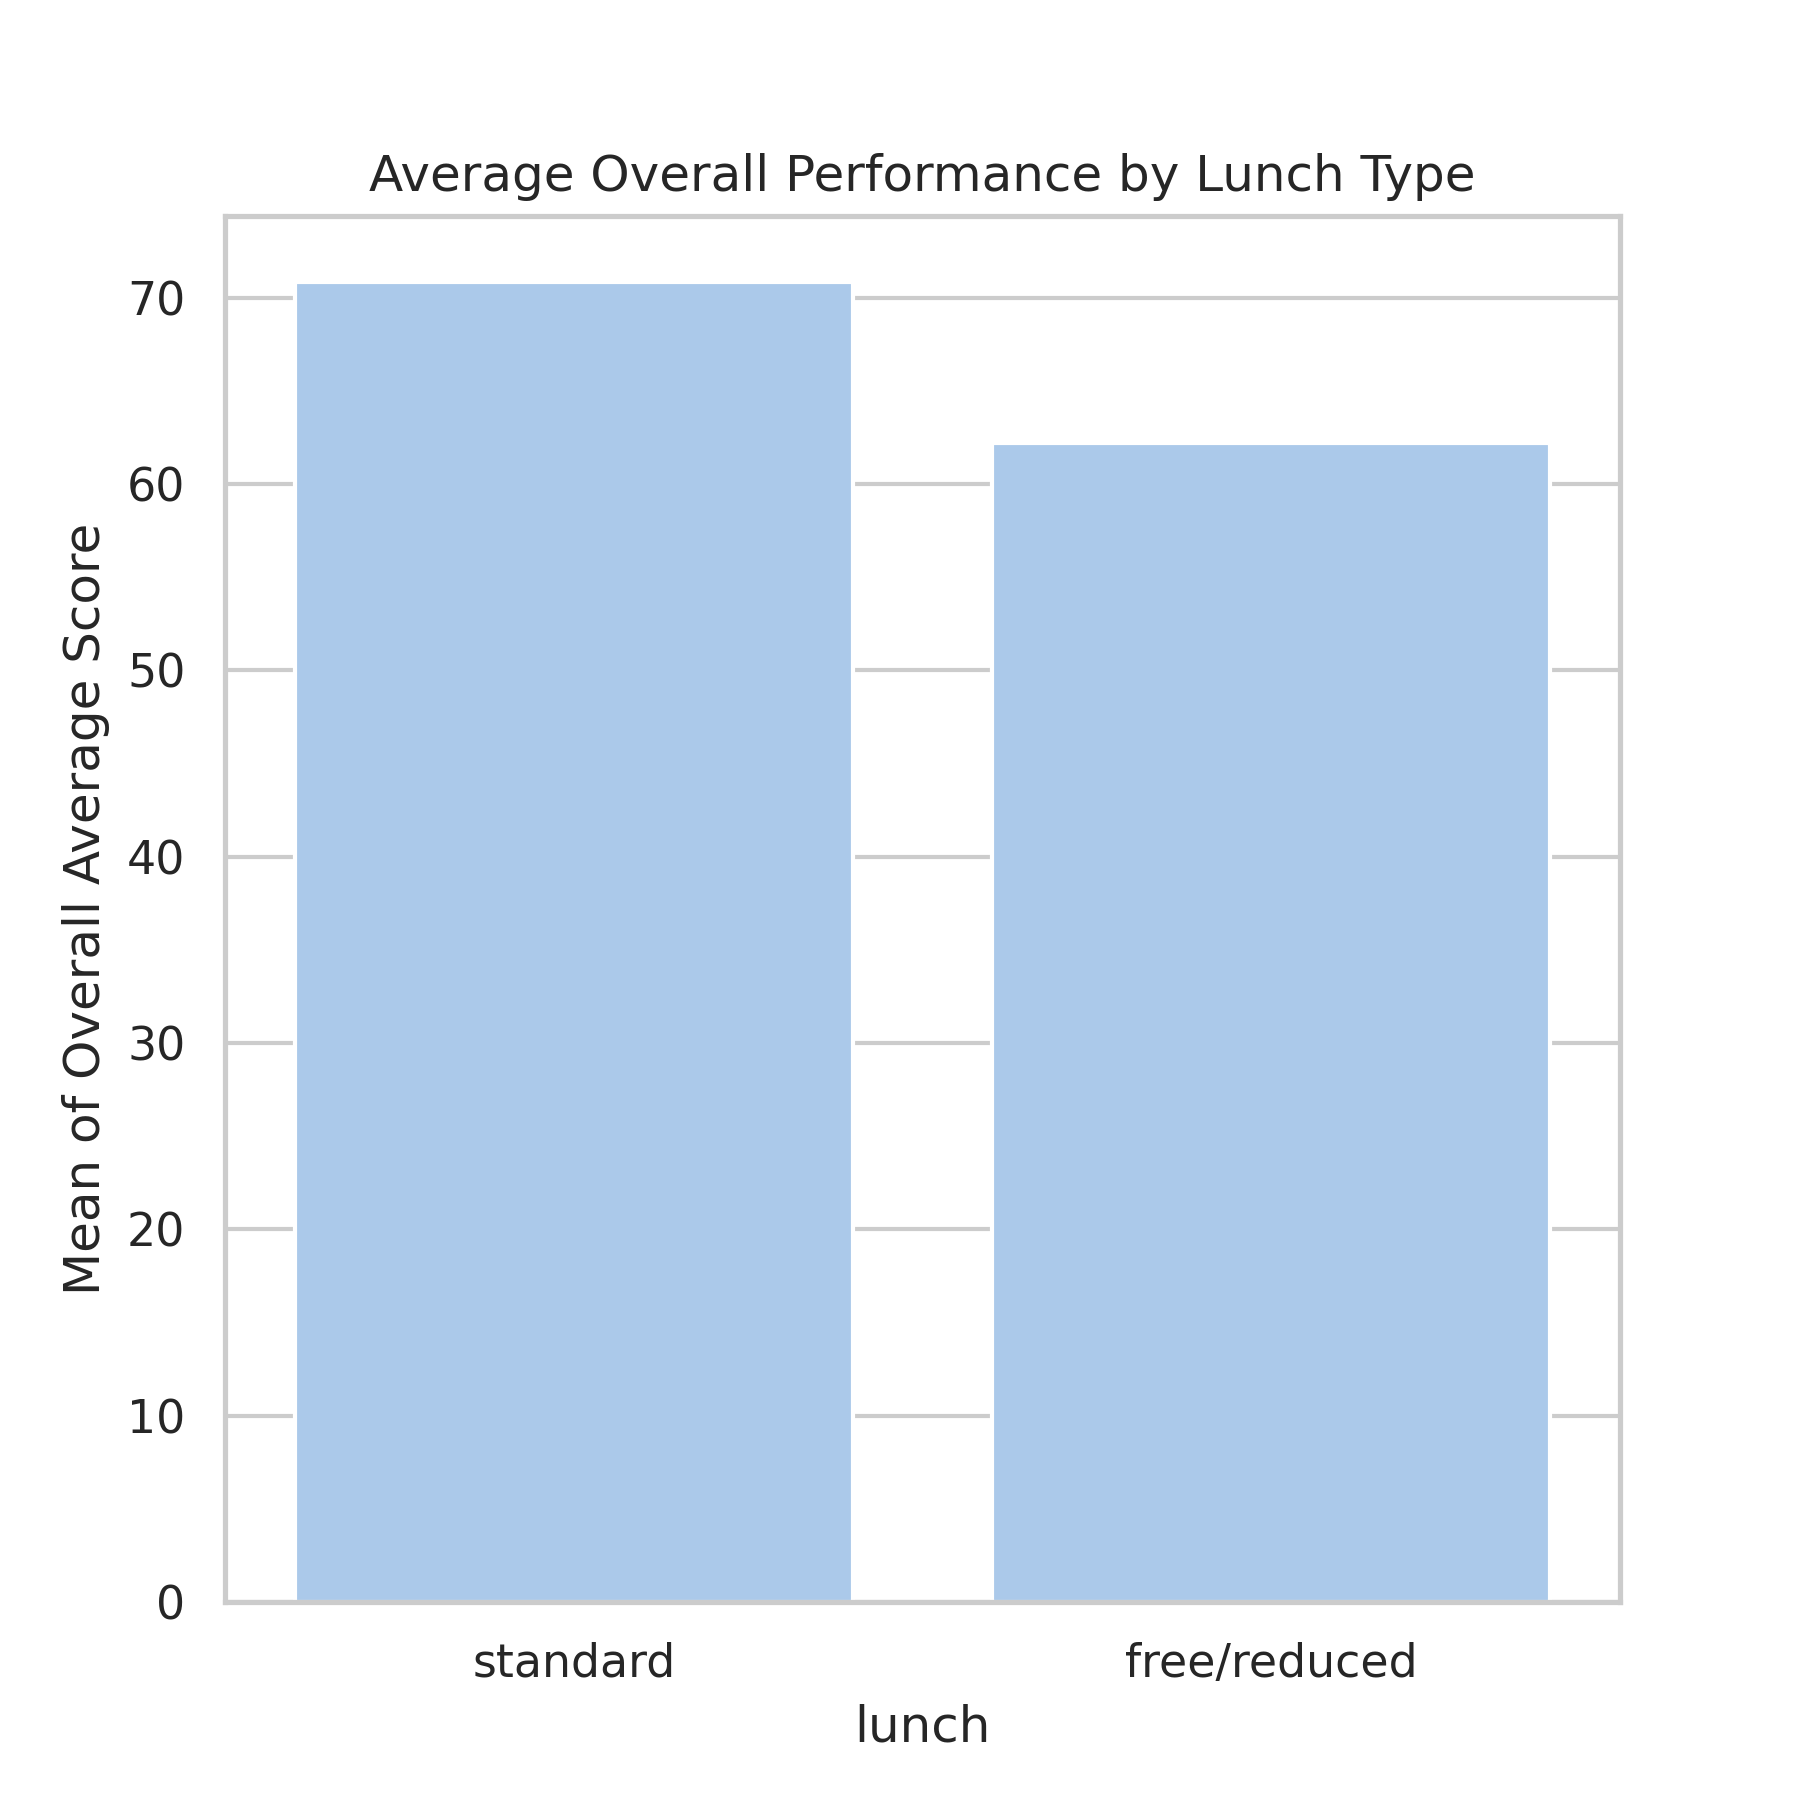 Average Overall Performance by Lunch Type
Mean of Overall Average Score
70
60
50
40
30
20
10
0
standard
free/reduced
lunch